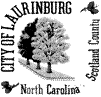 CITY OF LAURINBURG
Scotland County
North Carolina